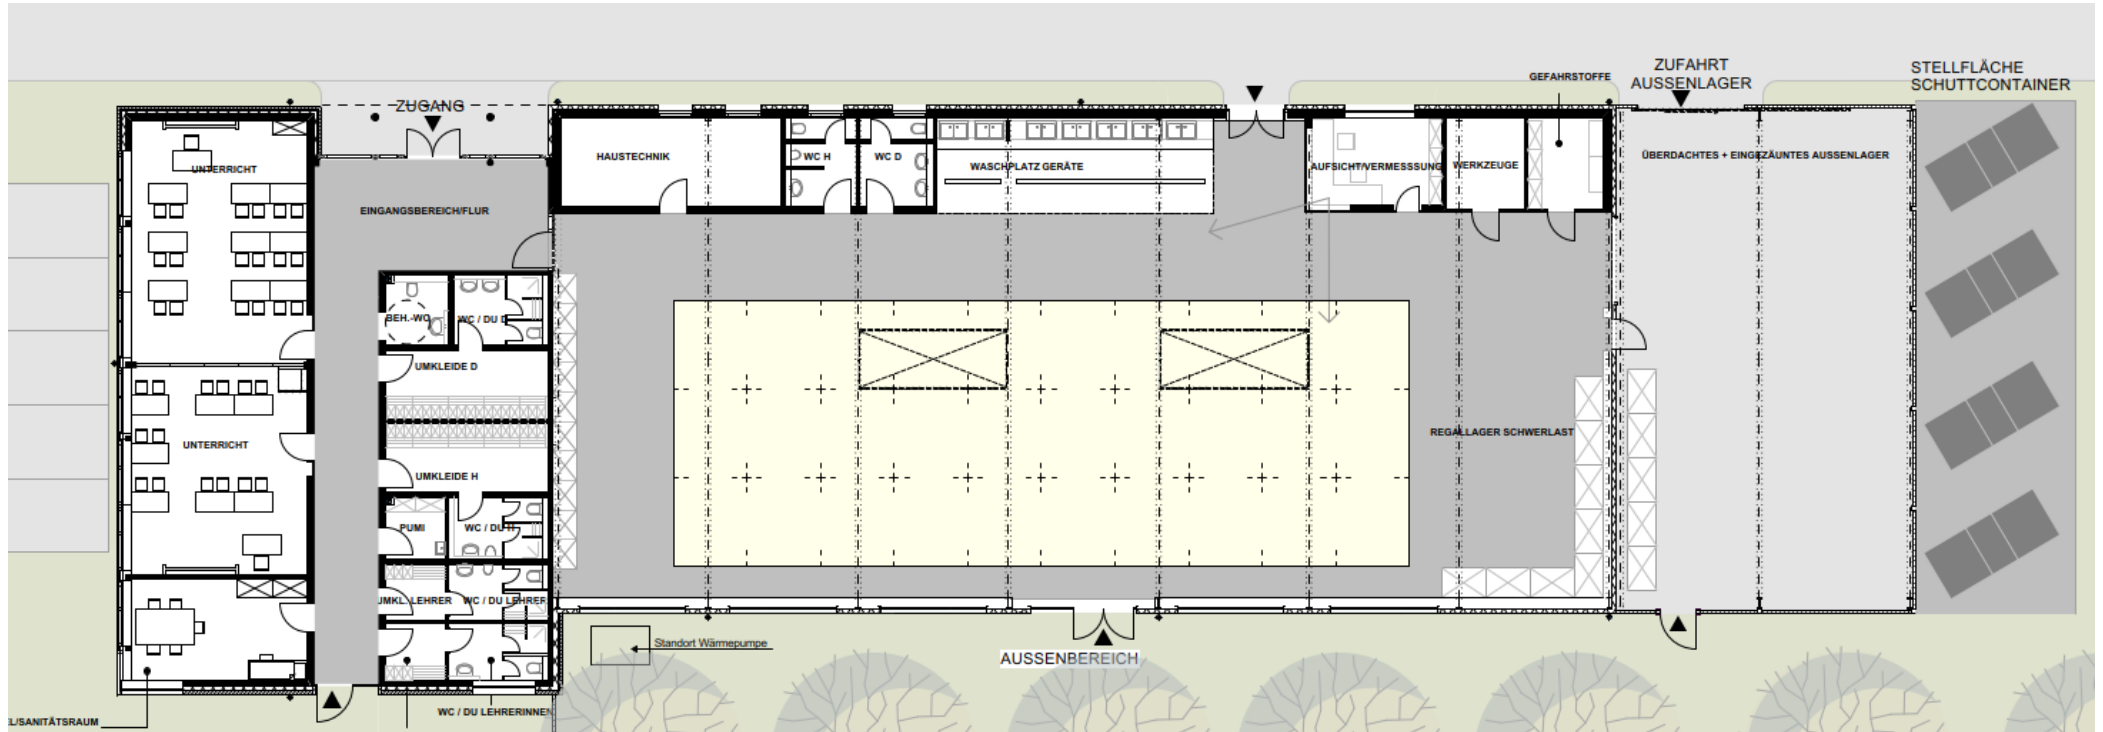 ZUFAHRT
AUSSENLAGER
STELLFLÄCHE
SCHUTTCONTAINER
GEFAHRSTOFFE
ZUGANG
UNTERRICHT
HAUSTECHNIK
WC H
WC D
WASCHPLATZ GERÄTE
AUFSICHT/VERMESSSUNG
WERKZEUGE
ÜBERDACHTES + EINGEZÄUNTES AUSSENLAGER
EINGANGSBEREICH/FLUR
BEH.-WC
WC / DU D
UMKLEIDE D
UNTERRICHT
REGALLAGER SCHWERLAST
UMKLEIDE H
PUMI
WC / DU H
UMKL. LEHRER
WC / DU LEHRER
Standort Wärmepumpe
AUSSENBEREICH
WC / DU LEHRERINNEN
EL/SANITÄTSRAUM